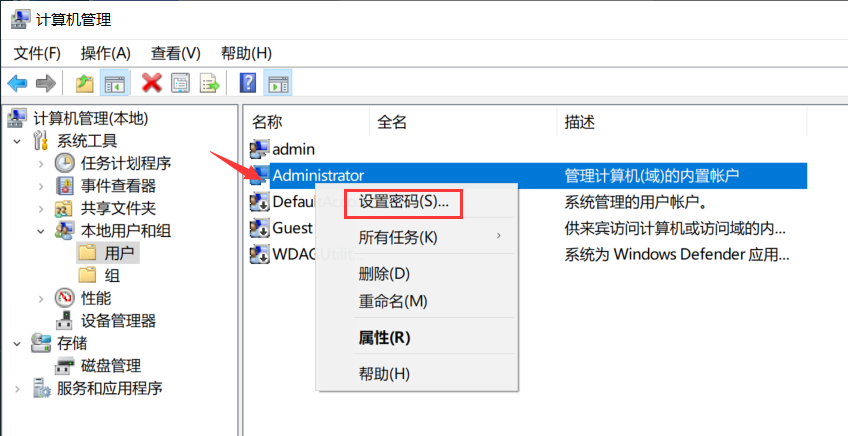 计算机管理
文件(F) 操作(A) 查看(V) 帮助(H)
计算机管理(本地)
系统工具
任务计划程序
事件查看器
共享文件夹
本地用户和组
用户
组
性能
设备管理器
存储
磁盘管理
服务和应用程序
名称 全名 描述
admin
Administrator 管理计算机(域)的内置帐户
DefaultAcco 系统管理的用户帐户。
Guest 供来宾访问计算机或访问域的内...
WDAGUtilit 系统为 Windows Defender 应用...
设置密码(S)...
所有任务(K)
删除(D)
重命名(M)
属性(R)
帮助(H)